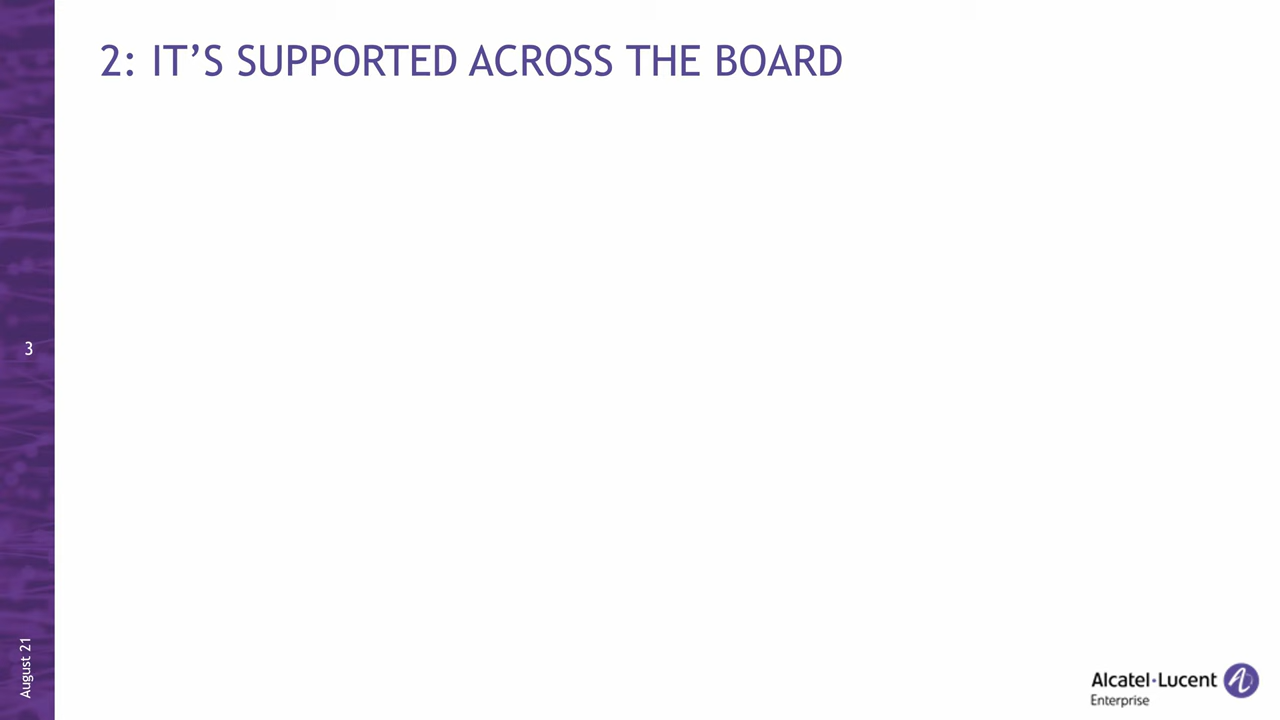 2: IT’S SUPPORTED ACROSS THE BOARD
3
August 21
Alcatel·Lucent
Enterprise